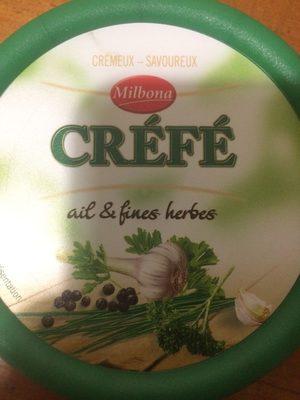 CRÉMEUX – SAVOUREUX
Milbona
CRÉFÉ
ail & fines herbes